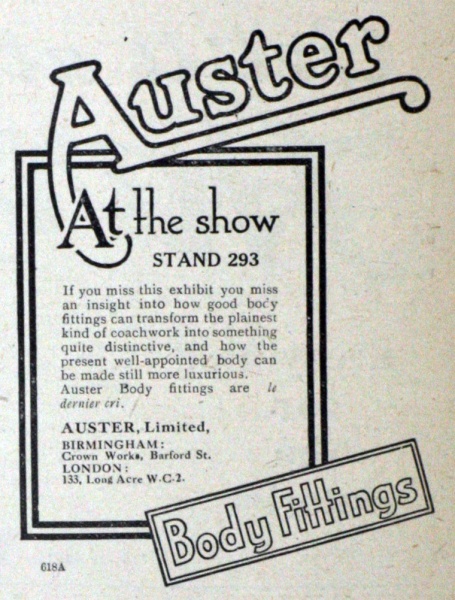 Auster
At the show
STAND 293
If you miss this exhibit you miss
an insight into how good body
fittings can transform the plainest
kind of coachwork into something
quite distinctive, and how the
present well-appointed body can
be made still more luxurious.
Auster Body fittings are le
dernier cri.
AUSTER, Limited,
BIRMINGHAM:
Crown Works, Barford St.
LONDON:
133, Long Acre W.C-2.
Body Fittings
618A